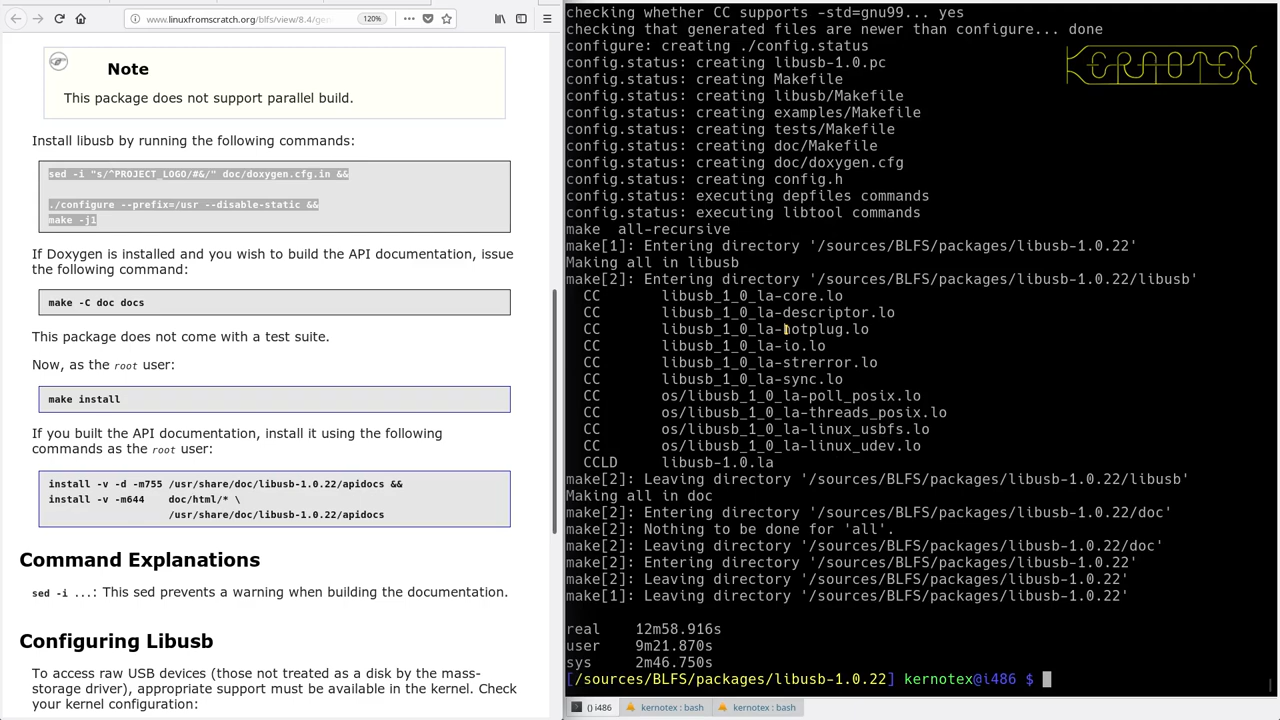 www.linuxfromscratch.org/blfs/view/8.4/gen
120%
Note
This package does not support parallel build.
Install libusb by running the following commands:
sed -i "s/^PROJECT_LOGO/#&/" doc/doxygen.cfg.in &&
./configure --prefix=/usr --disable-static &&
make -j1
If Doxygen is installed and you wish to build the API documentation, issue
the following command:
make -C doc docs
This package does not come with a test suite.
Now, as the root user:
make install
If you built the API documentation, install it using the following
commands as the root user:
install -v -d -m755 /usr/share/doc/libusb-1.0.22/apidocs &&
install -v -m644    doc/html/* \
/usr/share/doc/libusb-1.0.22/apidocs
Command Explanations
sed -i ...: This sed prevents a warning when building the documentation.
Configuring Libusb
To access raw USB devices (those not treated as a disk by the mass-
storage driver), appropriate support must be available in the kernel. Check
your kernel configuration:
checking whether CC supports -std=gnu99... yes
checking that generated files are newer than configure... done
configure: creating ./config.status
config.status: creating libusb-1.0.pc
config.status: creating Makefile
config.status: creating libusb/Makefile
config.status: creating examples/Makefile
config.status: creating tests/Makefile
config.status: creating doc/Makefile
config.status: creating doc/doxygen.cfg
config.status: creating config.h
config.status: executing depfiles commands
config.status: executing libtool commands
make  all-recursive
make[1]: Entering directory '/sources/BLFS/packages/libusb-1.0.22'
Making all in libusb
make[2]: Entering directory '/sources/BLFS/packages/libusb-1.0.22/libusb'
CC       libusb_1_0_la-core.lo
CC       libusb_1_0_la-descriptor.lo
CC       libusb_1_0_la-hotplug.lo
CC       libusb_1_0_la-io.lo
CC       libusb_1_0_la-strerror.lo
CC       libusb_1_0_la-sync.lo
CC       os/libusb_1_0_la-poll_posix.lo
CC       os/libusb_1_0_la-threads_posix.lo
CC       os/libusb_1_0_la-linux_usbfs.lo
CC       os/libusb_1_0_la-linux_udev.lo
CCLD     libusb-1.0.la
make[2]: Leaving directory '/sources/BLFS/packages/libusb-1.0.22/libusb'
Making all in doc
make[2]: Entering directory '/sources/BLFS/packages/libusb-1.0.22/doc'
make[2]: Nothing to be done for 'all'.
make[2]: Leaving directory '/sources/BLFS/packages/libusb-1.0.22/doc'
make[2]: Entering directory '/sources/BLFS/packages/libusb-1.0.22'
make[2]: Leaving directory '/sources/BLFS/packages/libusb-1.0.22'
make[1]: Leaving directory '/sources/BLFS/packages/libusb-1.0.22'
real    12m58.916s
user    9m21.870s
sys     2m46.750s
[/sources/BLFS/packages/libusb-1.0.22] kernotex@i486 $
KERNOTEX
() i486
kernotex : bash
kernotex : bash